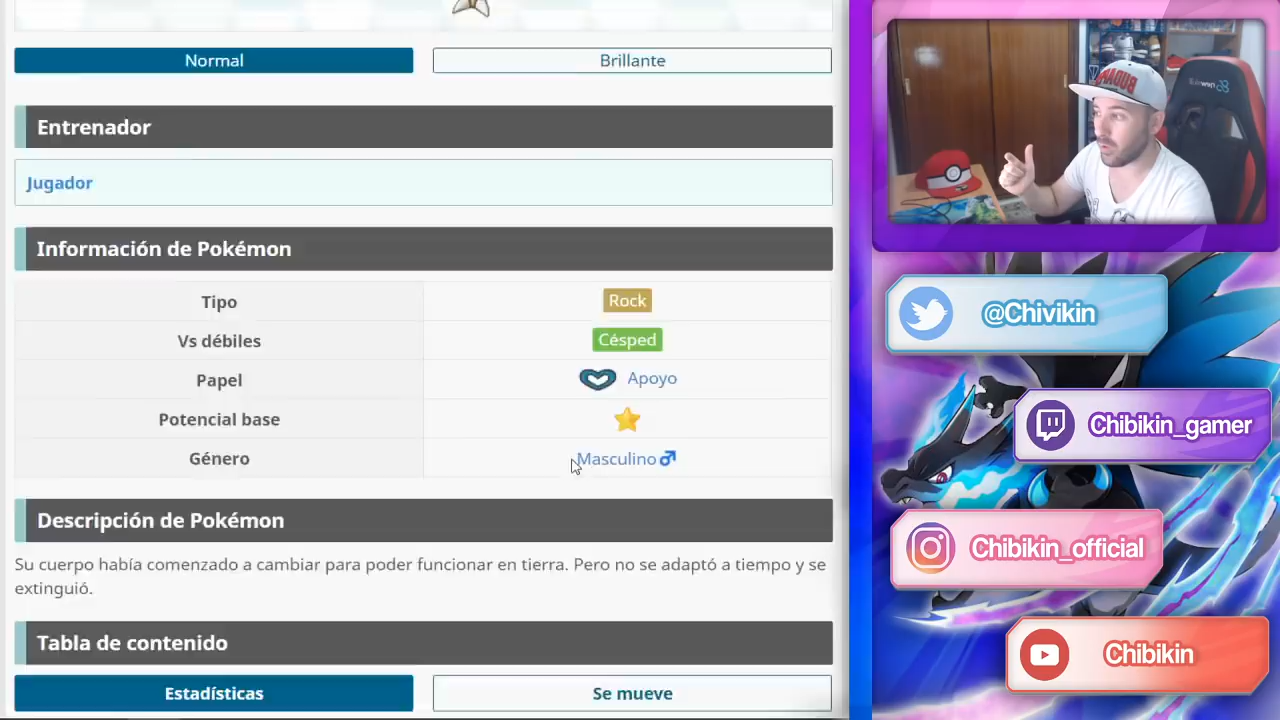 Normal
Brillante
Entrenador
Jugador
Información de Pokémon
Tipo
Rock
Vs débiles
Césped
Papel
Apoyo
Potencial base
Género
Masculino
Descripción de Pokémon
Su cuerpo había comenzado a cambiar para poder funcionar en tierra. Pero no se adaptó a tiempo y se
extinguió.
Tabla de contenido
Estadísticas
Se mueve
@Chivikin
Chibikin_gamer
Chibikin_official
Chibikin